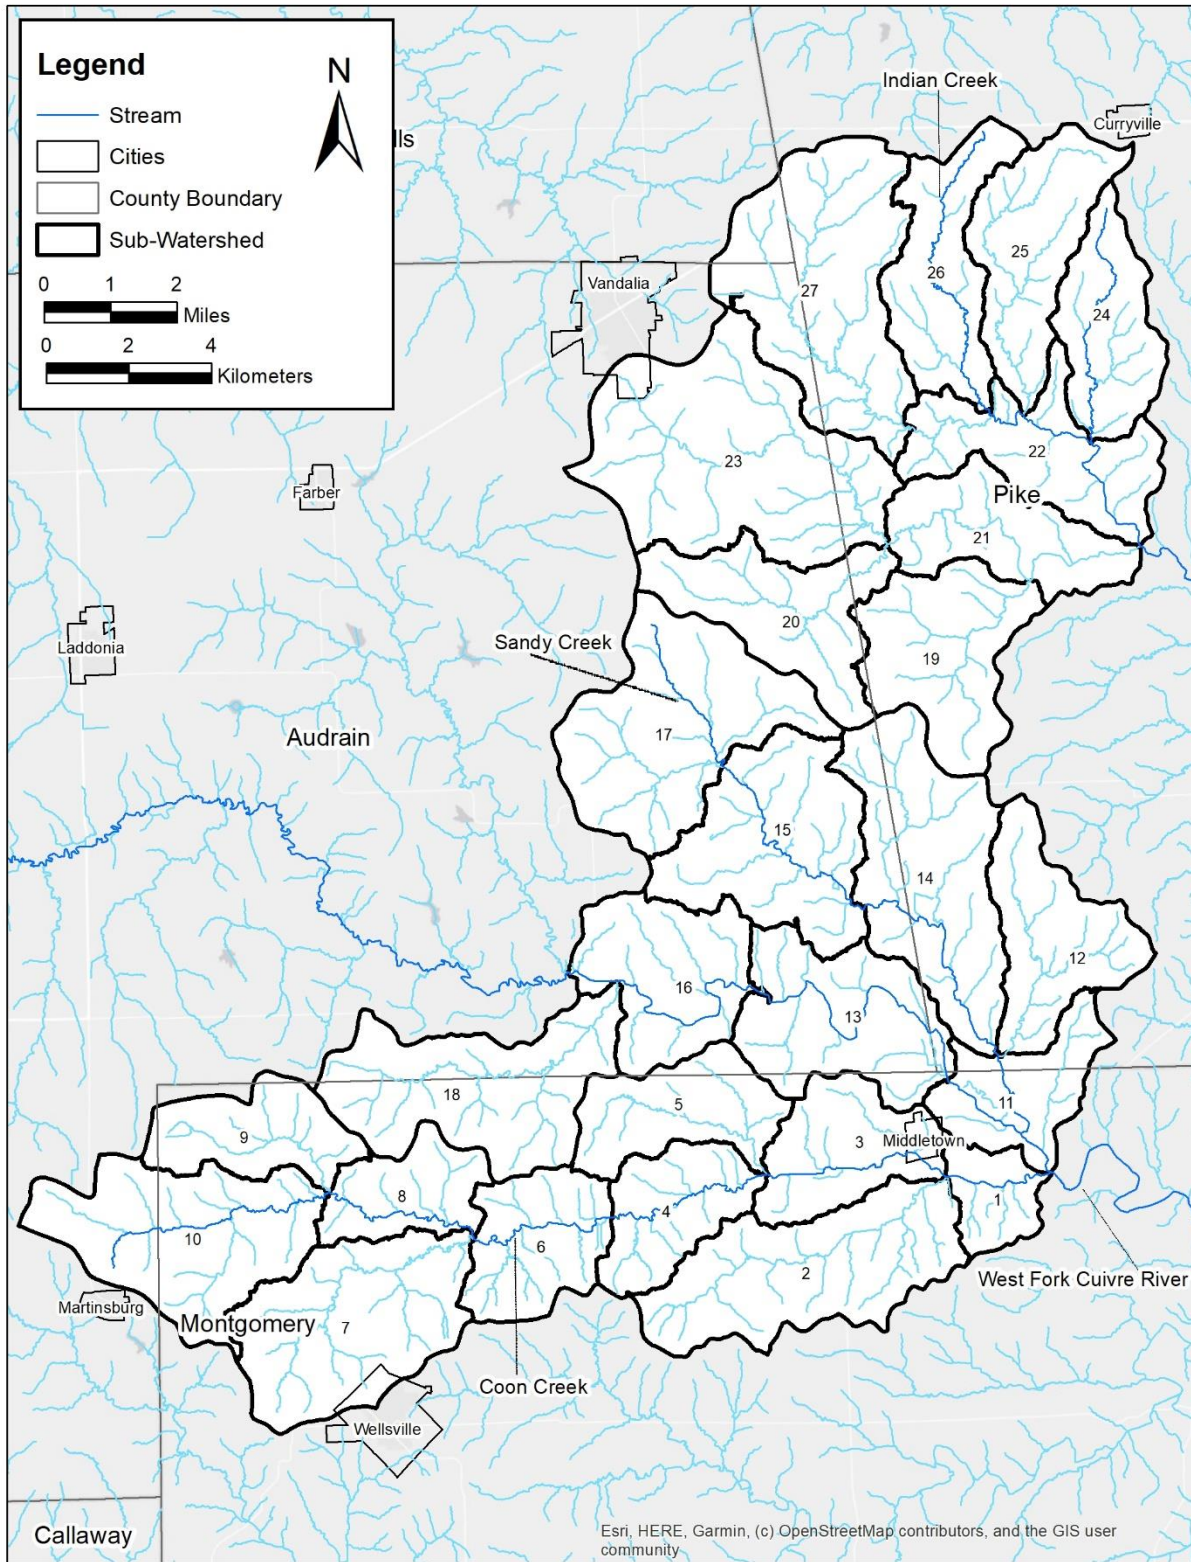 Legend
N
Stream
Cities
County Boundary
Sub-Watershed
0 1 2
Miles
0 2 4
Kilometers
lls
Indian Creek
Curryville
Vandalia
27
26
25
24
23
22
Farber
Pike
21
20
Laddonia
Sandy Creek
19
Audrain
17
15
14
12
16
13
18
5
11
9
3
Middletown
8
4
1
10
6
2
West Fork Cuivre River
Martinsburg
Montgomery
7
Coon Creek
Wellsville
Callaway
Esri, HERE, Garmin, (c) OpenStreetMap contributors, and the GIS user
community